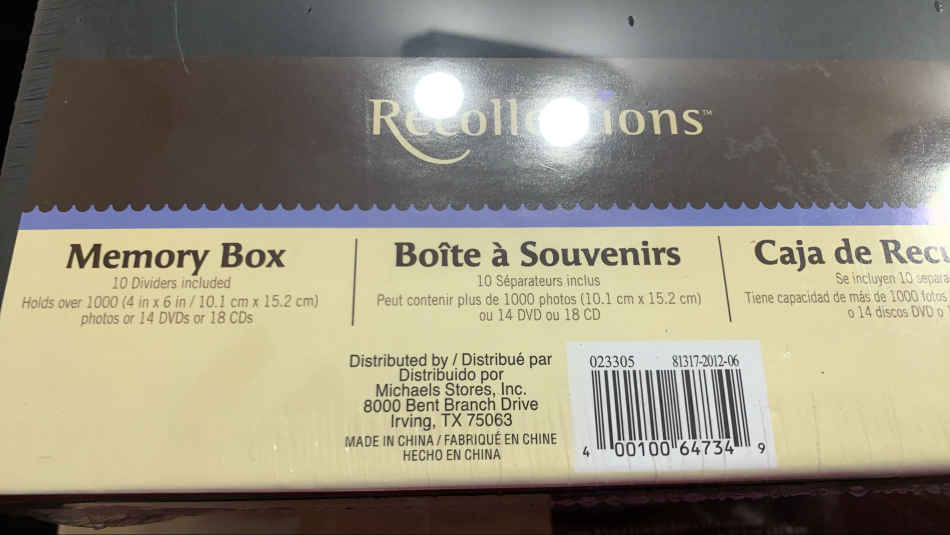 Recollections™
Memory Box
10 Dividers included
Holds over 1000 (4 in x 6 in / 10.1 cm x 15.2 cm)
photos or 14 DVDs or 18 CDs
Boîte à Souvenirs
10 Séparateurs inclus
Peut contenir plus de 1000 photos (10.1 cm x 15.2 cm)
ou 14 DVD ou 18 CD
Caja de
Se incluyen 10
Tiene capacidad de más de 1000 fotos
o 14 discos DVD o
Distributed by / Distribué par
Distribuido por
Michaels Stores, Inc.
8000 Bent Branch Drive
Irving, TX 75063
MADE IN CHINA / FABRIQUÉ EN CHINE
HECHO EN CHINA
023305 81317-2012-06
4 00100 64734 9